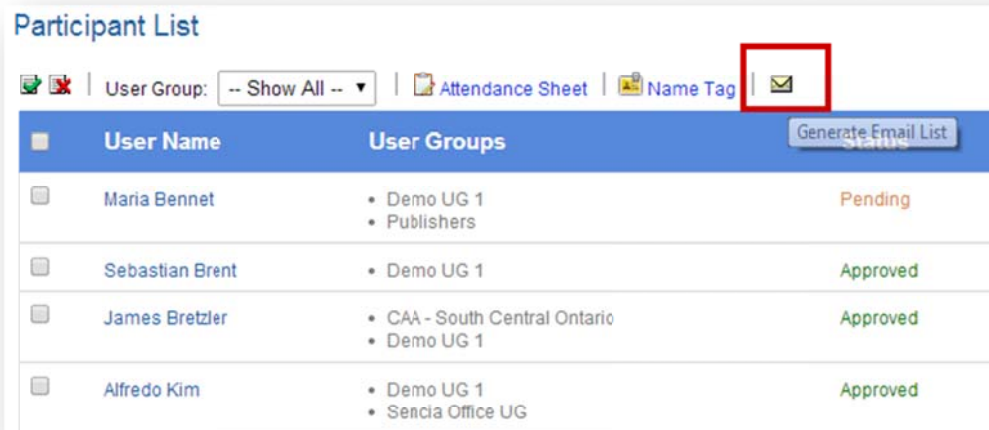 Participant List
User Group: -- Show All -- Attendance Sheet Name Tag
Generate Email List
User Name User Groups Status
Maria Bennet • Demo UG 1 Pending
• Publishers
Sebastian Brent • Demo UG 1 Approved
James Bretzler • CAA - South Central Ontario Approved
• Demo UG 1
Alfredo Kim • Demo UG 1 Approved
• Sencia Office UG